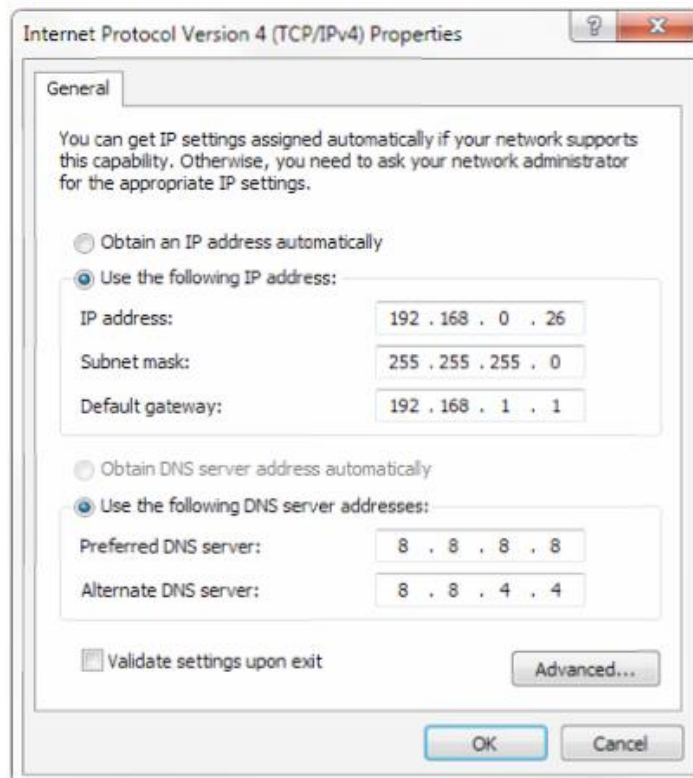 Internet Protocol Version 4 (TCP/IPv4) Properties
General
You can get IP settings assigned automatically if your network supports
this capability. Otherwise, you need to ask your network administrator
for the appropriate IP settings.
Obtain an IP address automatically
Use the following IP address:
IP address: 192 . 168 . 0 . 26
Subnet mask: 255 . 255 . 255 . 0
Default gateway: 192 . 168 . 1 . 1
Obtain DNS server address automatically
Use the following DNS server addresses:
Preferred DNS server: 8 . 8 . 8 . 8
Alternate DNS server: 8 . 8 . 4 . 4
Validate settings upon exit
Advanced...
OK Cancel